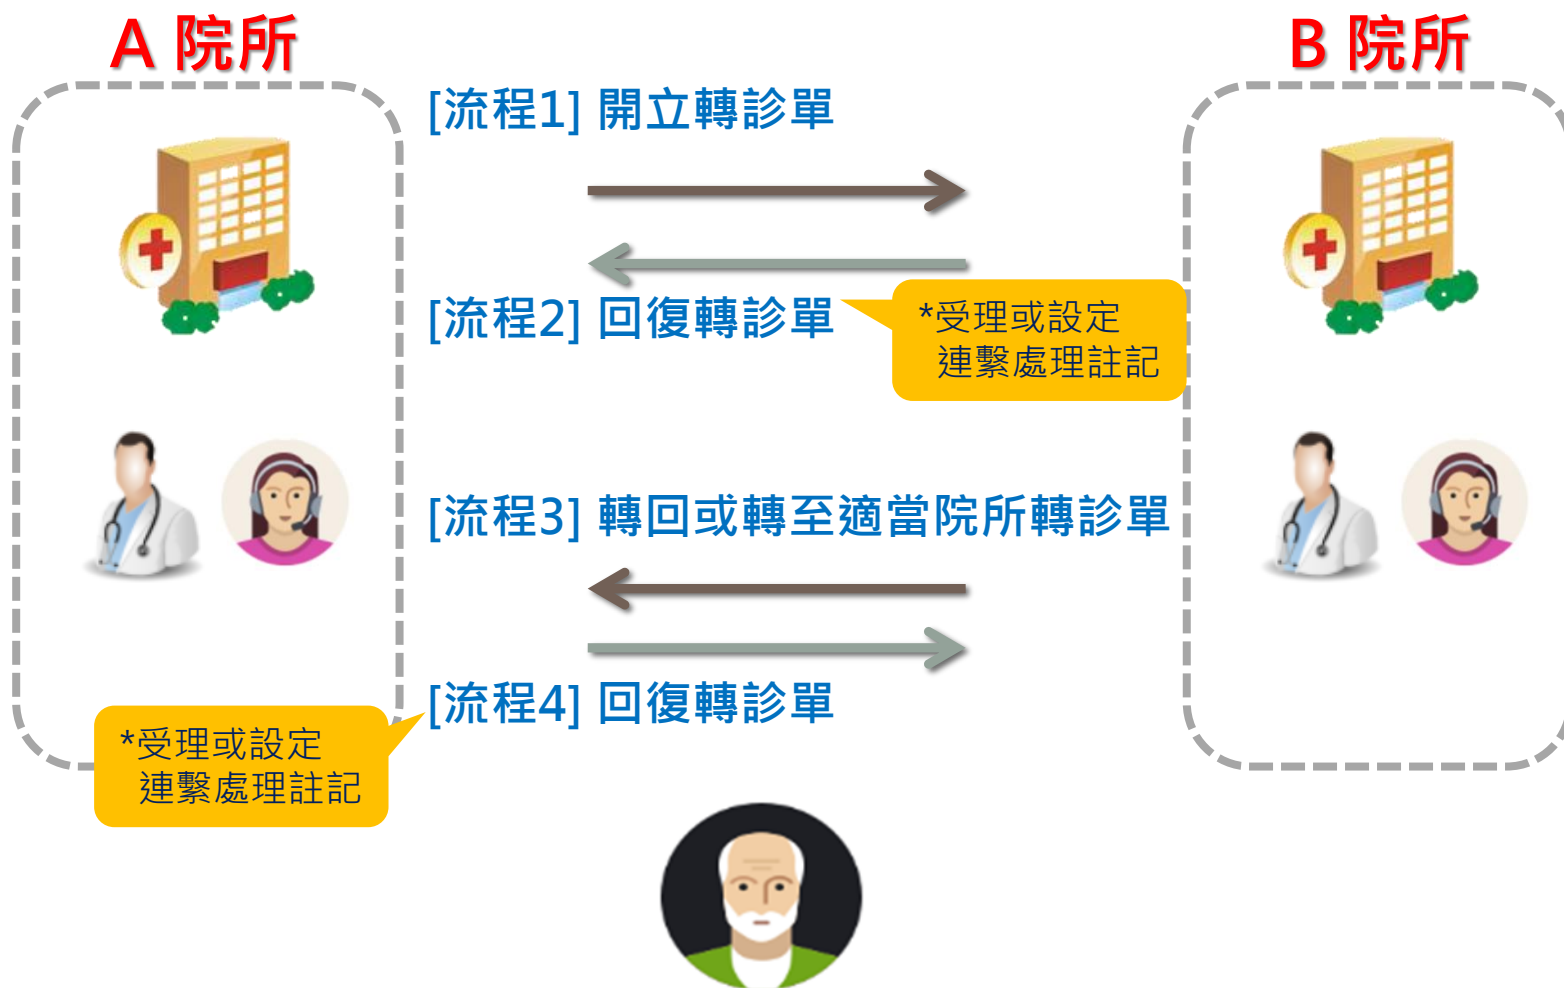 A 院所
B 院所
[流程1] 開立轉診單
[流程2] 回復轉診單
*受理或設定
連繫處理註記
[流程3] 轉回或轉至適當院所轉診單
[流程4] 回復轉診單
*受理或設定
連繫處理註記